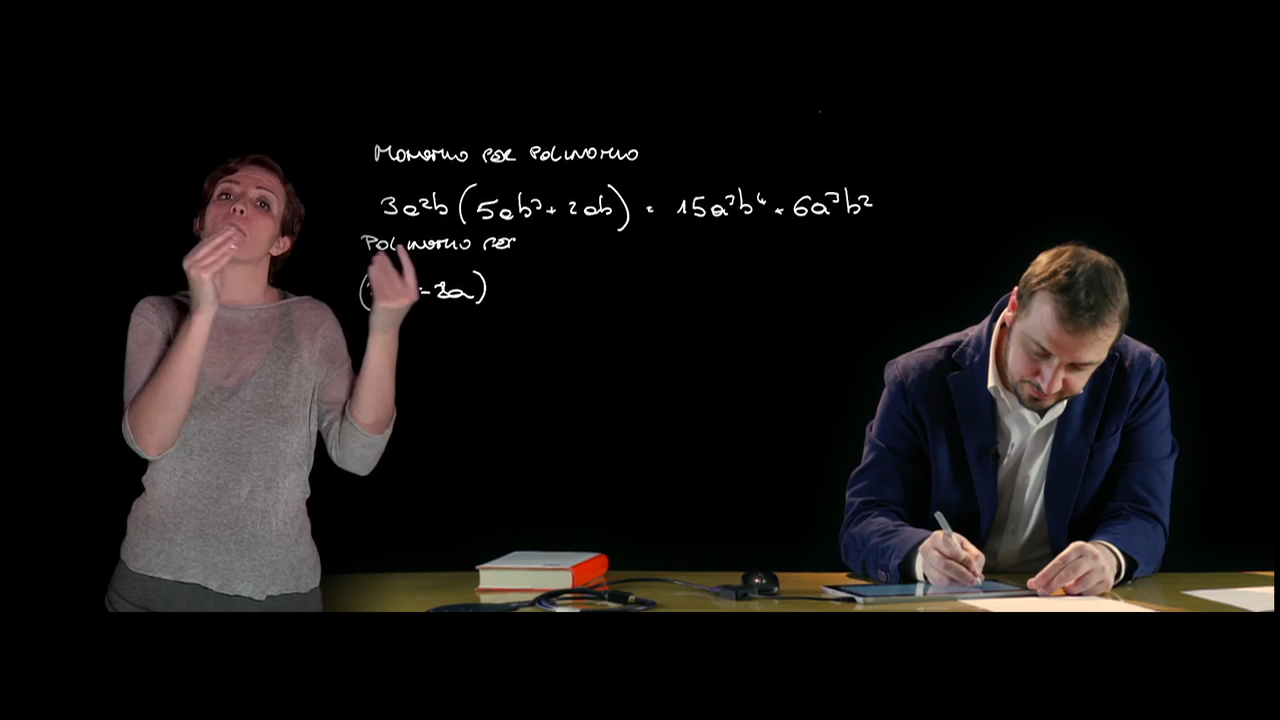 MONOMIO PER POLINOMIO
3a²b (5ab³ + 2ab) = 15a³b⁴ + 6a³b²
POLINOMIO PER
- 3a)